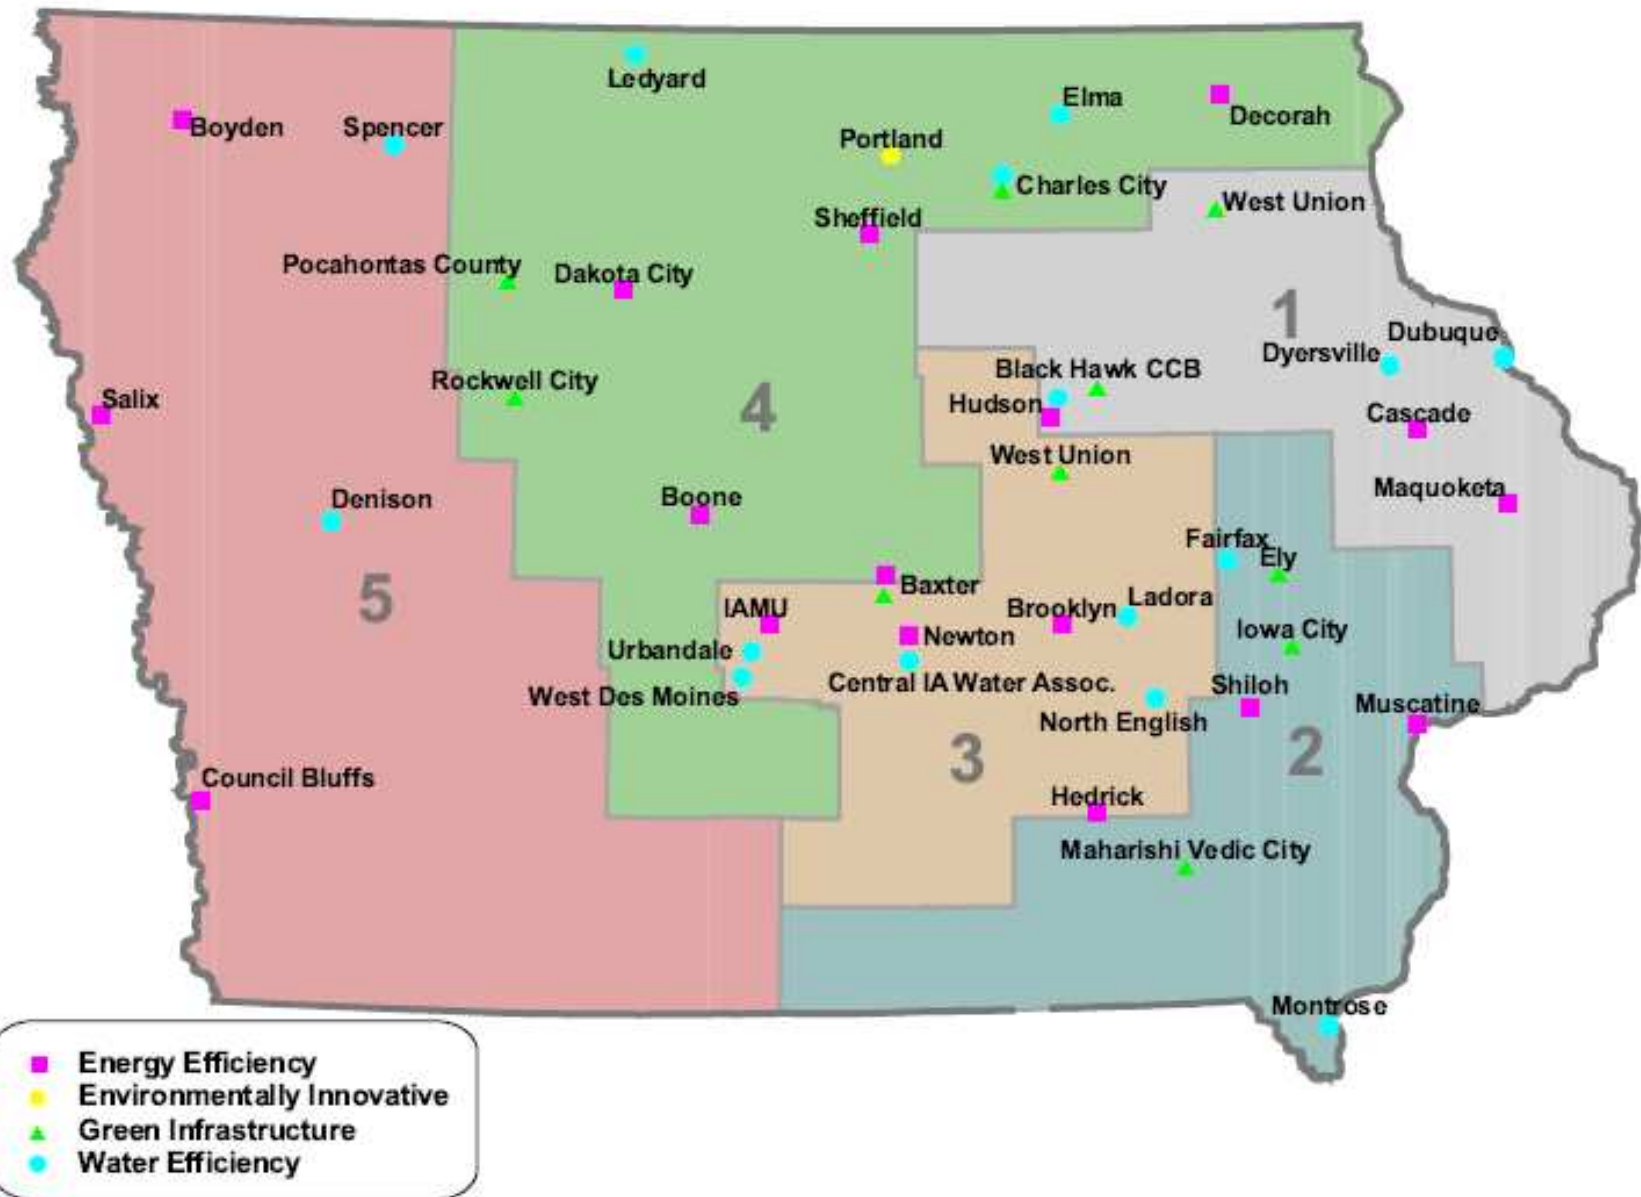 Ledyard
Elma
Decorah
Boyden
Spencer
Portland
Charles City
West Union
Sheffield
Pocahontas County
Dakota City
1
Dubuque
Dyersville
Black Hawk CCB
Rockwell City
Salix
4
Hudson
Cascade
West Union
Maquoketa
Denison
Boone
Fairfax
Ely
5
Baxter
IAMU
Brooklyn
Ladora
Newton
Iowa City
Urbandale
Central IA Water Assoc.
Shiloh
West Des Moines
North English
Muscatine
3
2
Council Bluffs
Hedrick
Maharishi Vedic City
Montrose
Energy Efficiency
Environmentally Innovative
Green Infrastructure
Water Efficiency